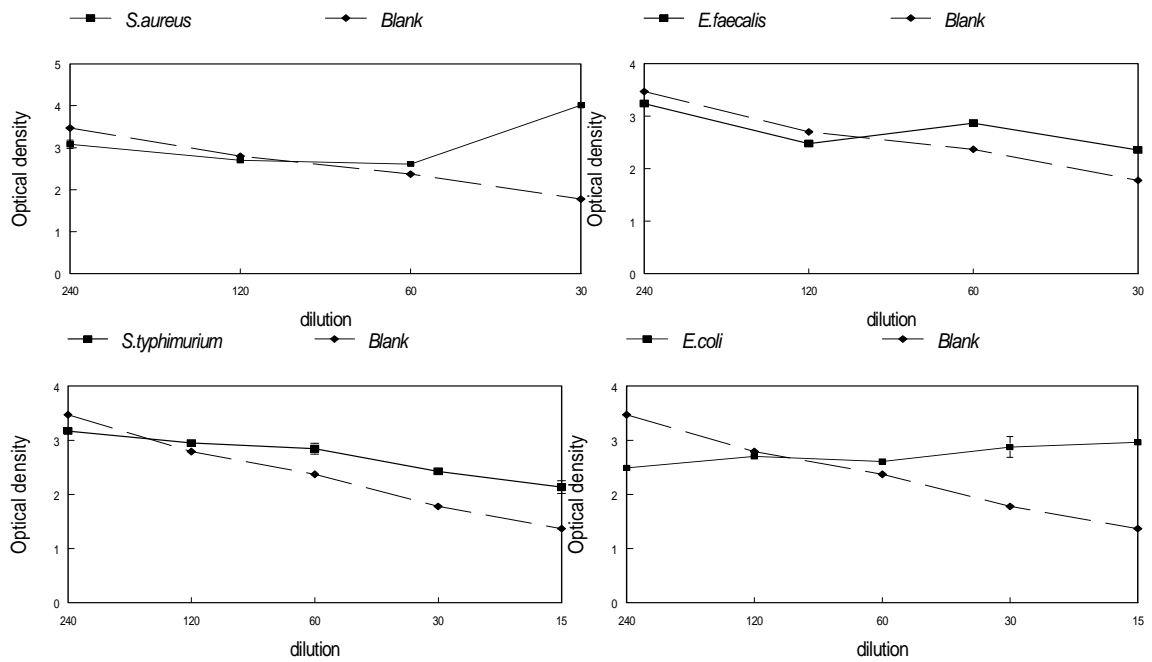 S.aureus Blank
5
4
3
2
1
0
Optical density
240 120 60 30
dilution
E.faecalis Blank
4
3
2
1
0
Optical density
240 120 60 30
dilution
S.typhimurium Blank
4
3
2
1
0
Optical density
240 120 60 30 15
dilution
E.coli Blank
4
3
2
1
0
Optical density
240 120 60 30 15
dilution